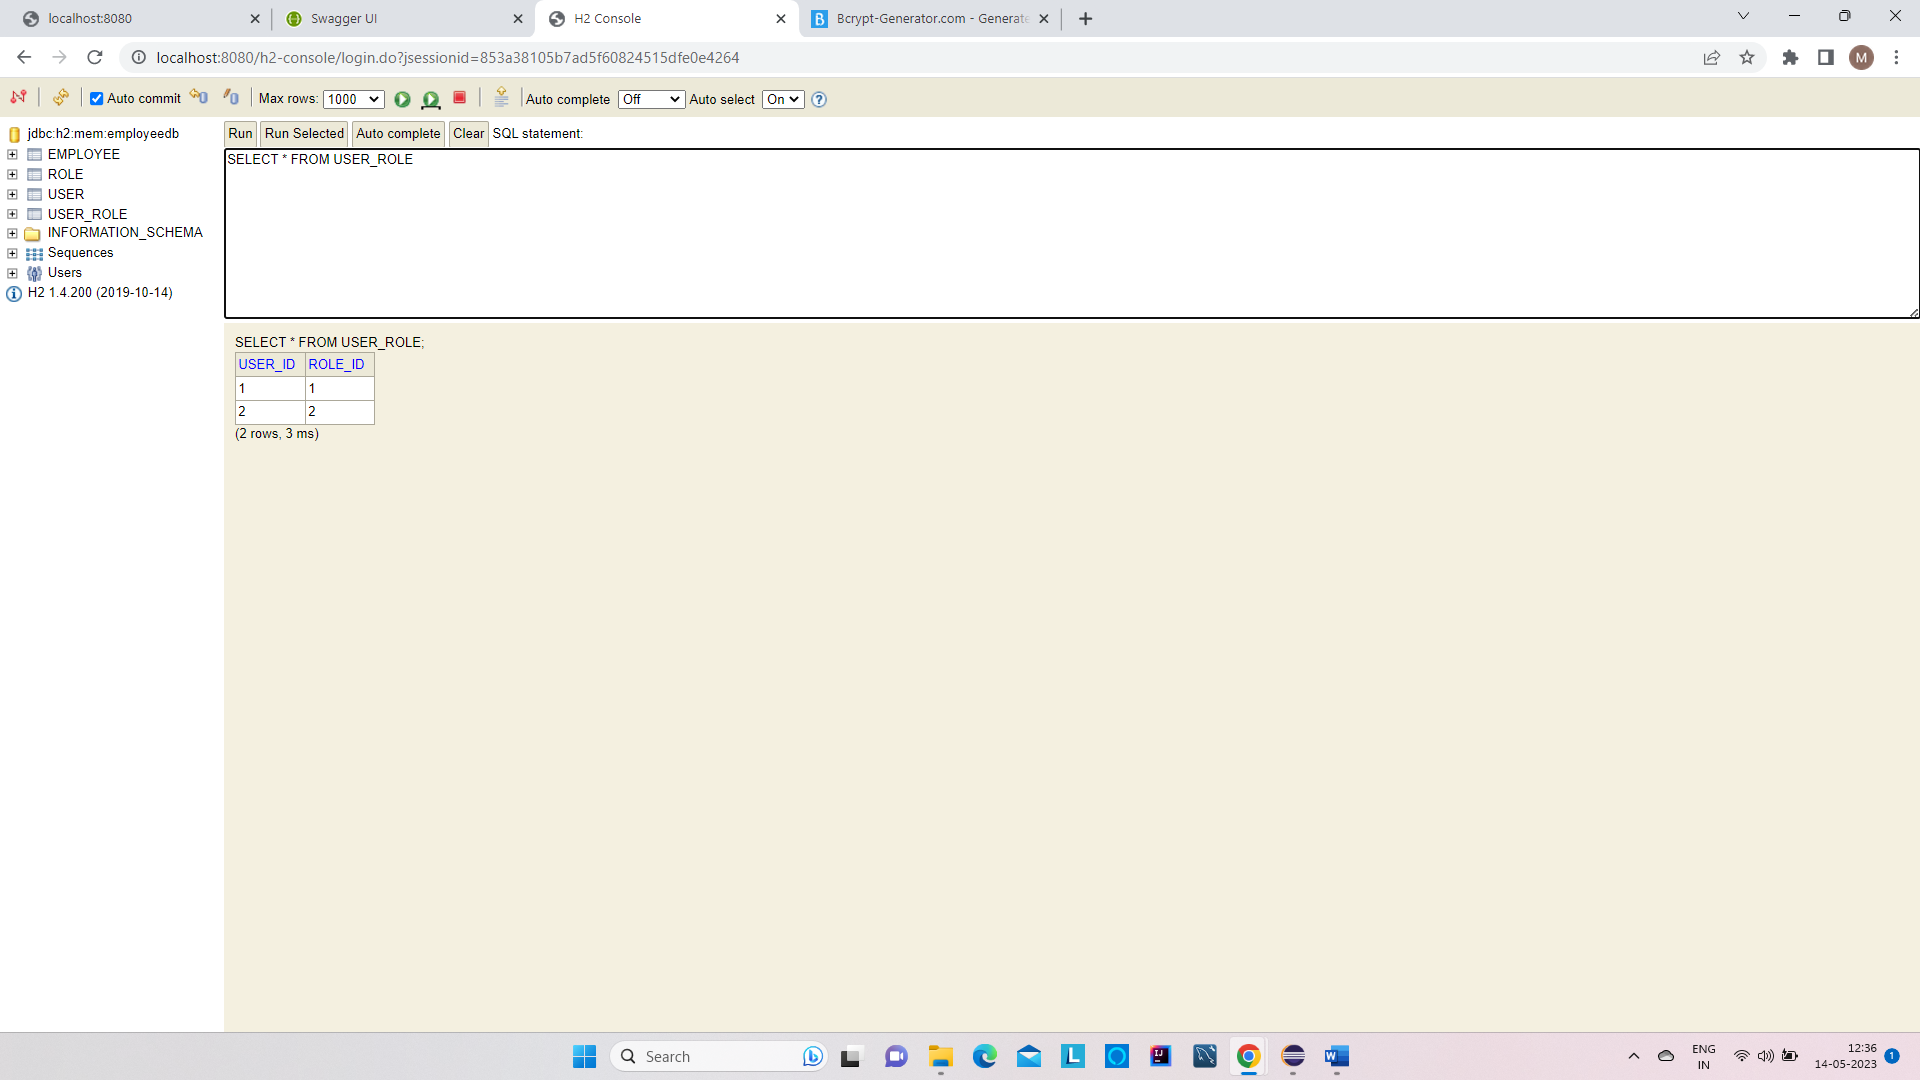 localhost:8080
Swagger UI
H2 Console
Bcrypt-Generator.com - Generate
localhost:8080/h2-console/login.do?jsessionid=853a38105b7ad5f60824515dfe0e4264
M
Auto commit
Max rows: 1000
Auto complete Off
Auto select On
jdbc:h2:mem:employeedb
EMPLOYEE
ROLE
USER
USER_ROLE
INFORMATION_SCHEMA
Sequences
Users
H2 1.4.200 (2019-10-14)
Run Run Selected Auto complete Clear SQL statement:
SELECT * FROM USER_ROLE
SELECT * FROM USER_ROLE;
USER_ID ROLE_ID
1 1
2 2
(2 rows, 3 ms)
Search
ENG
IN
12:36
14-05-2023
1